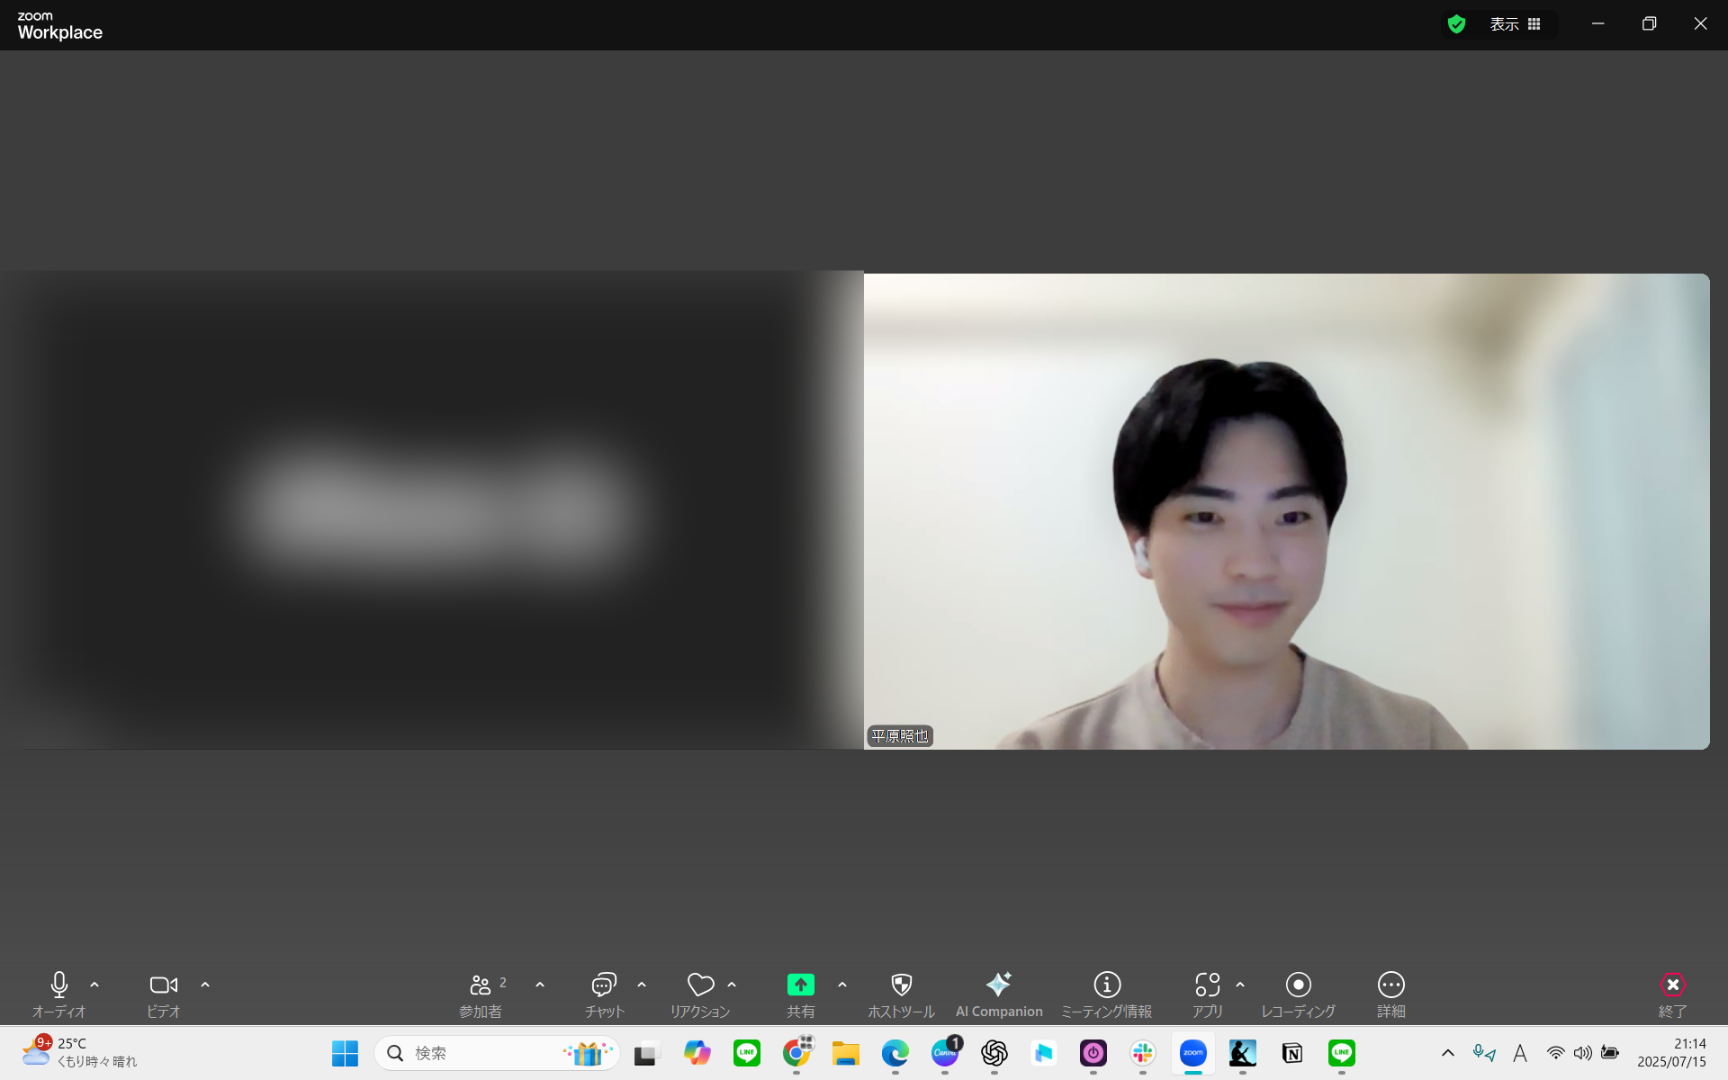 zoom
Workplace
表示
平原照也
オーディオ
ビデオ
参加者
2
チャット
リアクション
共有
ホストツール
AI Companion
ミーティング情報
アプリ
レコーディング
詳細
終了
9+
25°C
くもり時々晴れ
検索
LINE
Canva
1
zoom
LINE
A
21:14
2025/07/15